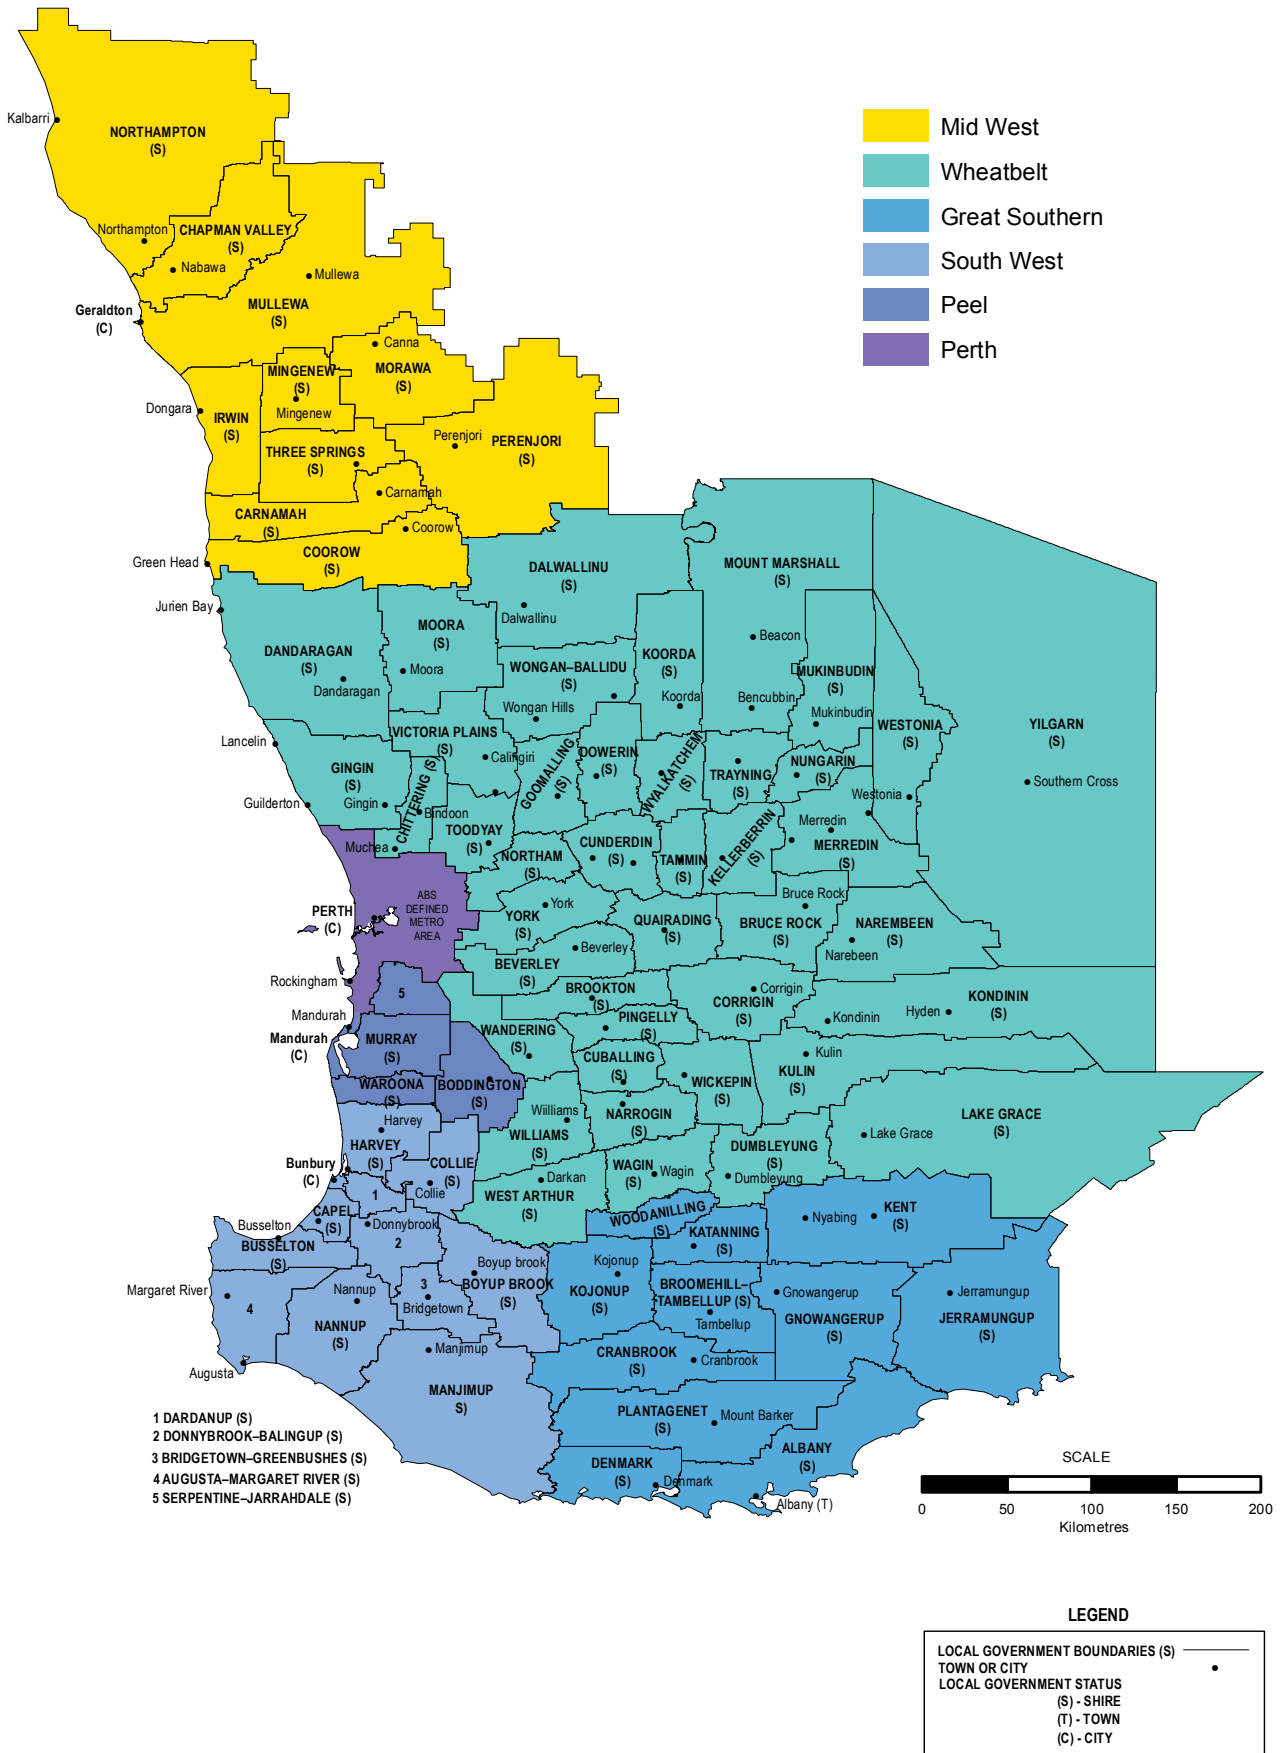 Kalbarri
NORTHAMPTON
(S)
Mid West
Wheatbelt
Great Southern
South West
Peel
Perth
Northampton
CHAPMAN VALLEY
(S)
Nabawa
Mullewa
MULLEWA
(S)
Geraldton
(C)
Canna
MINGENEW
(S)
Mingenew
MORAWA
(S)
Dongara
IRWIN
(S)
Perenjori
PERENJORI
(S)
THREE SPRINGS
(S)
Carnamah
CARNAMAH
(S)
Coorow
COOROW
(S)
Green Head
Jurien Bay
DALWALLINU
(S)
Dalwallinu
MOUNT MARSHALL
(S)
Beacon
Bencubbin
MOORA
(S)
Moora
DANDARAGAN
(S)
Dandaragan
WONGAN–BALLIDU
(S)
Wongan Hills
KOORDA
(S)
Koorda
MUKINBUDIN
(S)
Mukinbudin
WESTONIA
(S)
Westonia
YILGARN
(S)
Southern Cross
Lancelin
VICTORIA PLAINS
(S)
Calingiri
GINGIN
(S)
Gingin
Guilderton
CHITTERING (S)
Bindoon
GOOMALLING
(S)
DOWERIN
(S)
WYALKATCHEM
(S)
TRAYNING
(S)
NUNGARIN
(S)
TOODYAY
(S)
Muchea
NORTHAM
(S)
CUNDERDIN
(S)
TAMMIN
(S)
KELLERBERRIN
(S)
Merredin
MERREDIN
(S)
ABS
DEFINED
METRO
AREA
PERTH
(C)
York
YORK
(S)
QUAIRADING
(S)
Bruce Rock
BRUCE ROCK
(S)
NAREMBEEN
(S)
Narebeen
Beverley
BEVERLEY
(S)
Rockingham
5
BROOKTON
(S)
Corrigin
CORRIGIN
(S)
KONDININ
(S)
Hyden
Kondinin
Mandurah
Mandurah
(C)
MURRAY
(S)
WANDERING
(S)
PINGELLY
(S)
CUBALLING
(S)
Kulin
KULIN
(S)
WICKEPIN
(S)
WAROONA
(S)
BODDINGTON
(S)
NARROGIN
(S)
LAKE GRACE
(S)
Lake Grace
Harvey
HARVEY
(S)
Wiilliams
WILLIAMS
(S)
DUMBLEYUNG
(S)
Dumbleyung
Bunbury
(C)
COLLIE
(S)
Collie
Darkan
WEST ARTHUR
(S)
WAGIN
(S)
Wagin
1
CAPEL
(S)
Donnybrook
2
Busselton
BUSSELTON
(S)
WOODANILLING
(S)
KATANNING
(S)
Nyabing
KENT
(S)
Boyup brook
BOYUP BROOK
(S)
Kojonup
KOJONUP
(S)
BROOMEHILL–
TAMBELLUP (S)
Tambellup
Gnowangerup
GNOWANGERUP
(S)
Jerramungup
JERRAMUNGUP
(S)
Margaret River
4
Nannup
NANNUP
(S)
3
Bridgetown
Manjimup
MANJIMUP
S)
Augusta
CRANBROOK
(S)
Cranbrook
PLANTAGENET
(S)
Mount Barker
ALBANY
(S)
DENMARK
(S)
Denmark
Albany (T)
1 DARDANUP (S)
2 DONNYBROOK–BALINGUP (S)
3 BRIDGETOWN–GREENBUSHES (S)
4 AUGUSTA–MARGARET RIVER (S)
5 SERPENTINE–JARRAHDALE (S)
SCALE
0 50 100 150 200
Kilometres
LEGEND
LOCAL GOVERNMENT BOUNDARIES (S)
TOWN OR CITY
LOCAL GOVERNMENT STATUS
(S) - SHIRE
(T) - TOWN
(C) - CITY